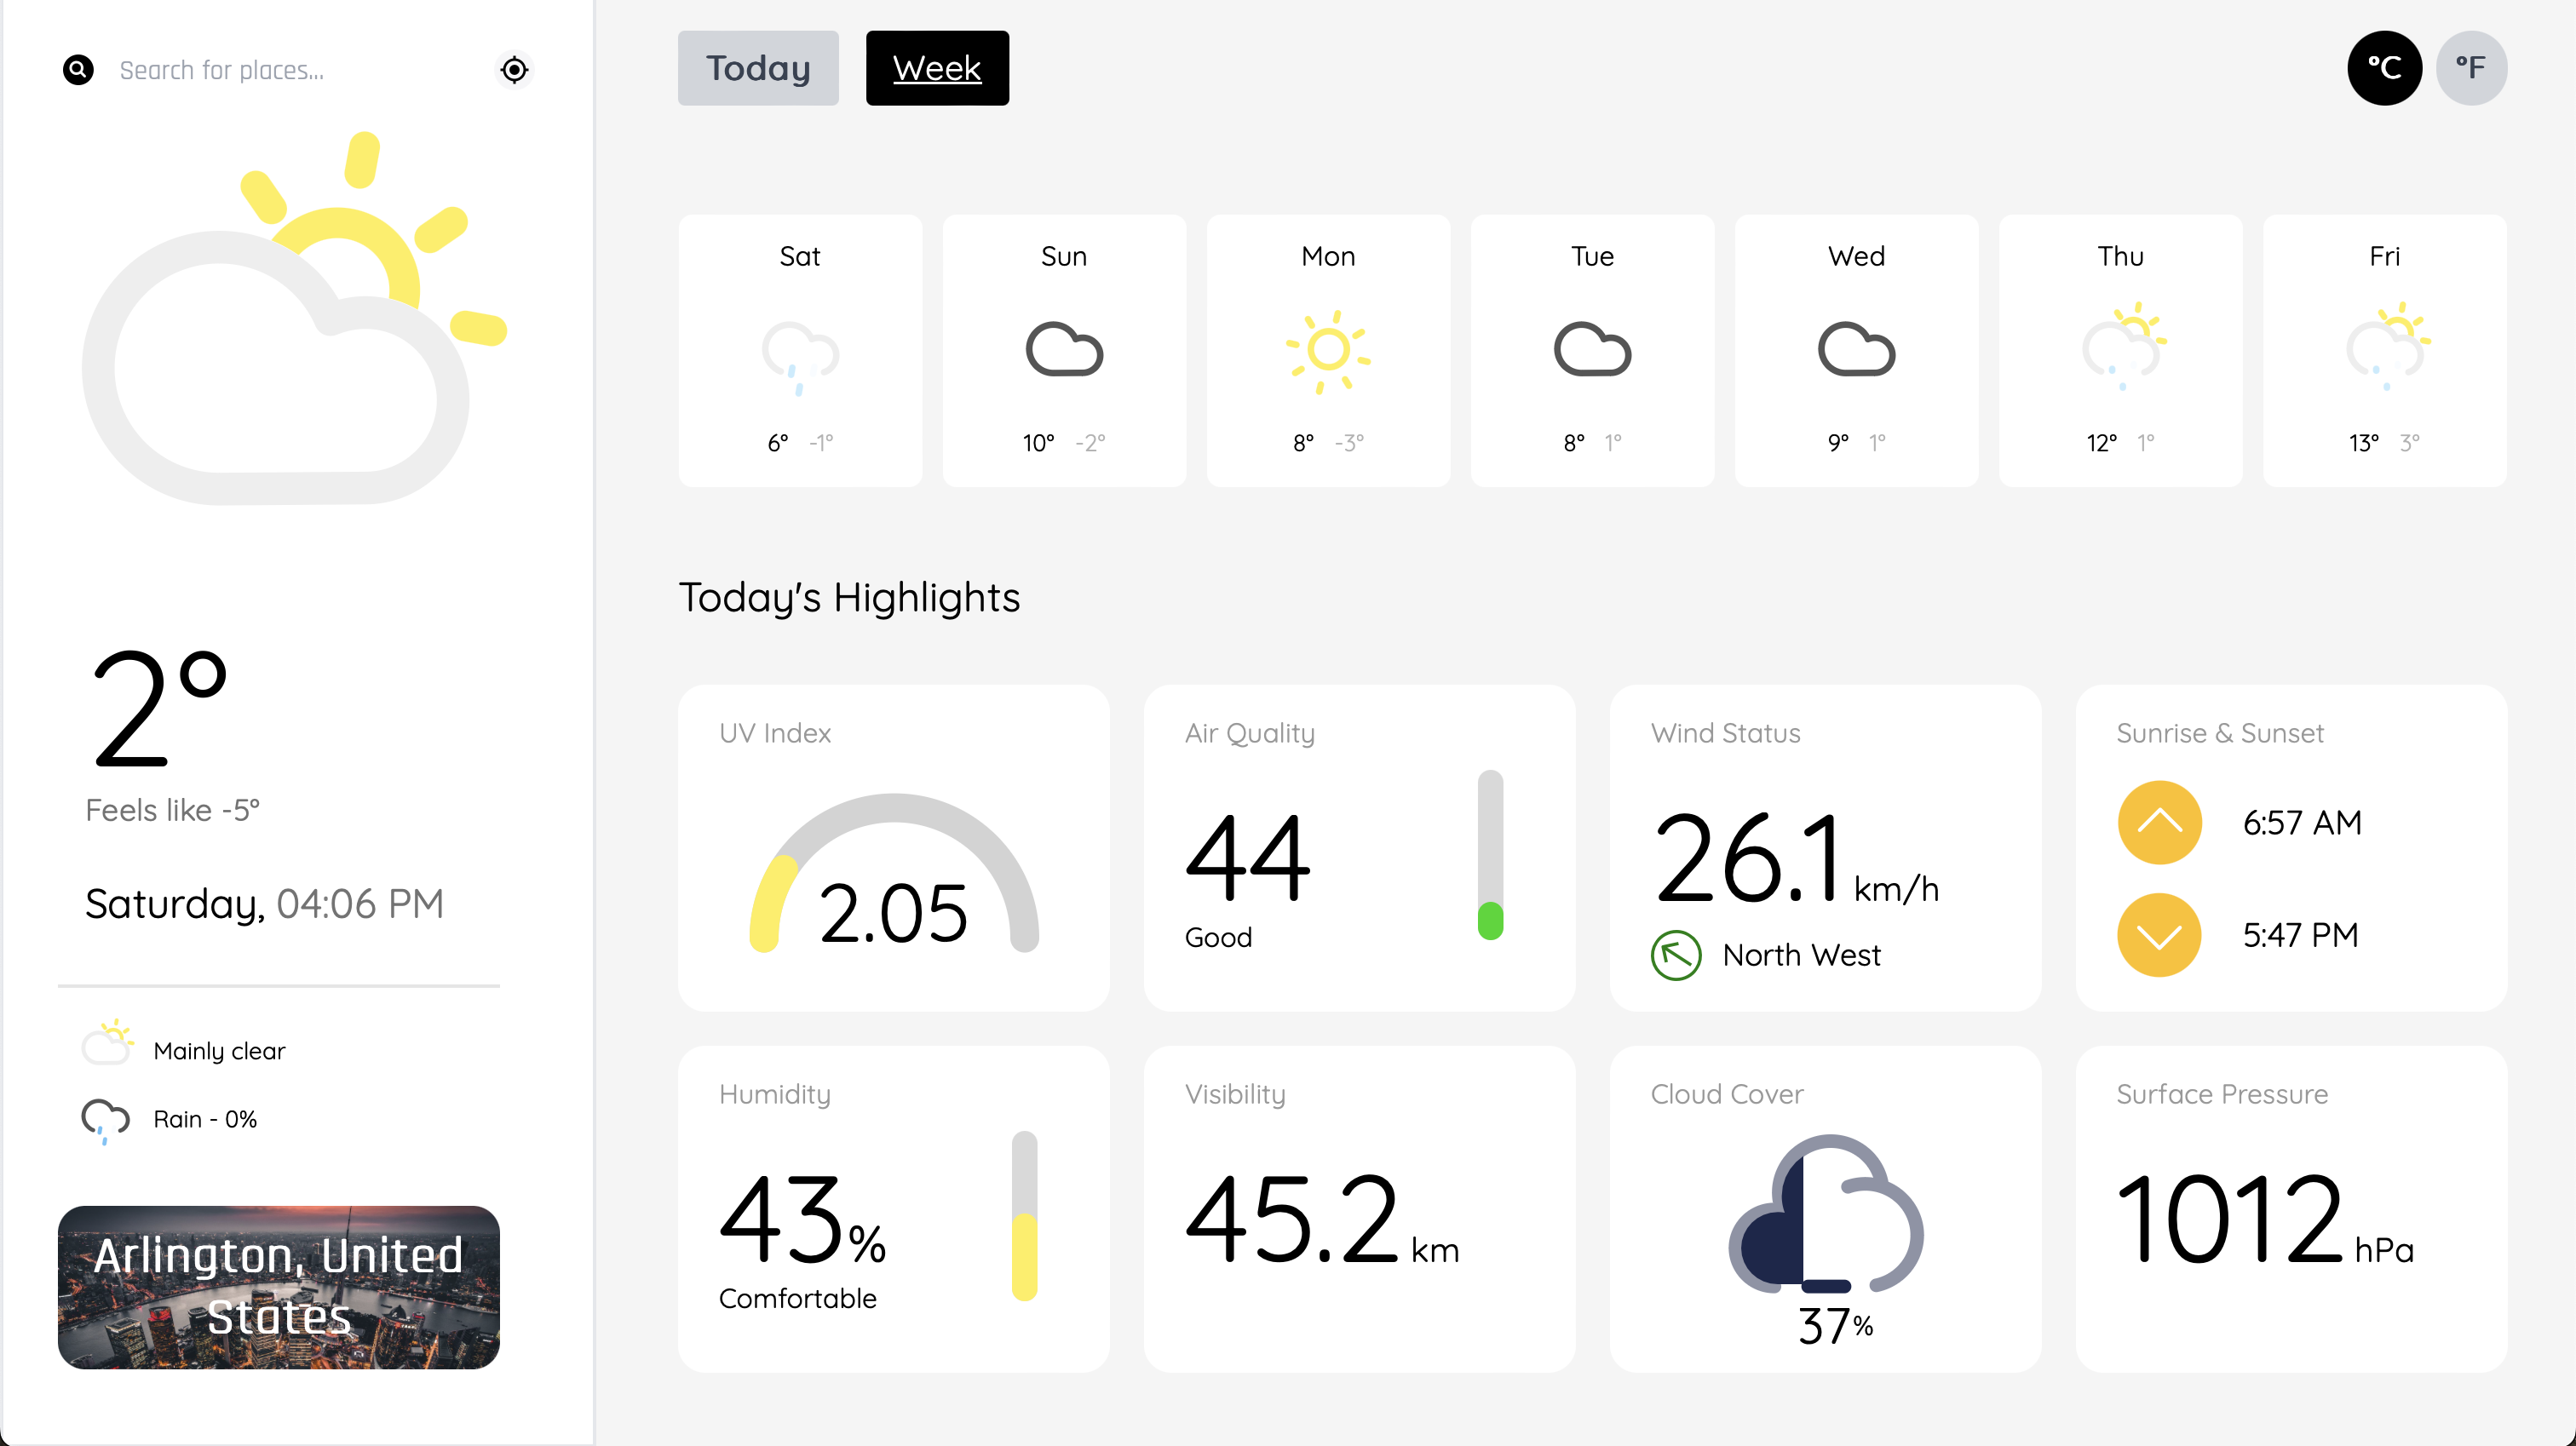 Search for places...
2°
Feels like -5°
Saturday, 04:06 PM
Mainly clear
Rain - 0%
Arlington, United
States
Today Week
°C °F
Sat Sun Mon Tue Wed Thu Fri
6° -1° 10° -2° 8° -3° 8° 1° 9° 1° 12° 1° 13° 3°
Today's Highlights
UV Index
2.05
Air Quality
44
Good
Wind Status
26.1 km/h
North West
Sunrise & Sunset
6:57 AM
5:47 PM
Humidity
43%
Comfortable
Visibility
45.2 km
Cloud Cover
37%
Surface Pressure
1012 hPa